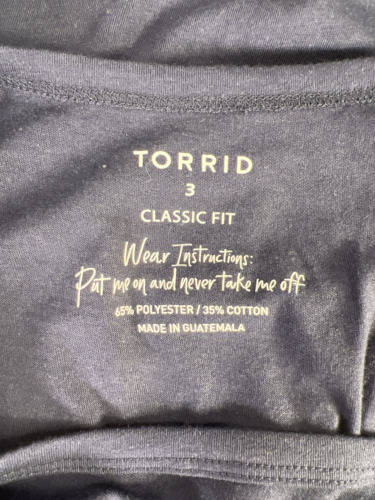 TORRID
3
CLASSIC FIT
Wear Instructions:
Put me on and never take me off
65% POLYESTER / 35% COTTON
MADE IN GUATEMALA